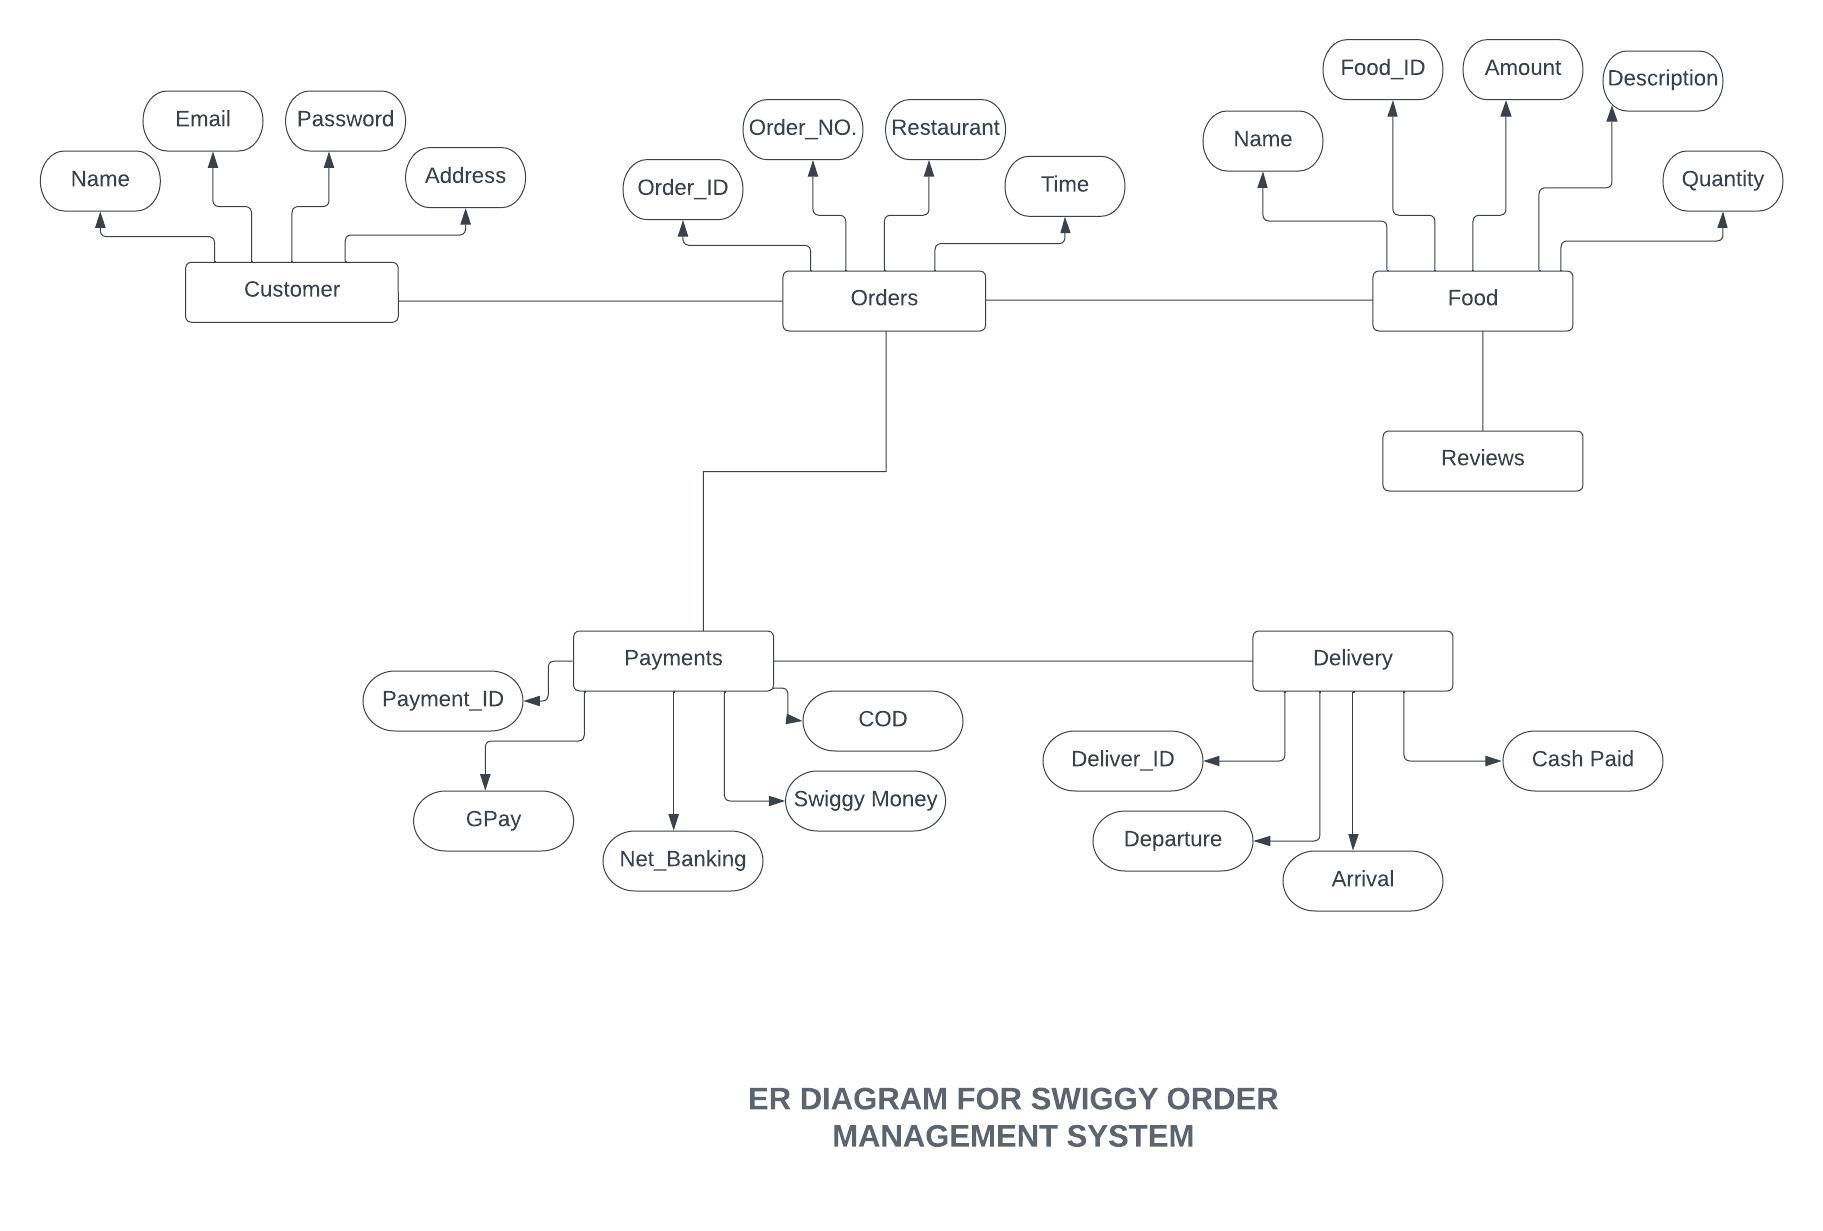 Food_ID
Amount
Description
Email
Password
Order_NO.
Restaurant
Name
Name
Address
Order_ID
Time
Quantity
Customer
Orders
Food
Reviews
Payments
Delivery
Payment_ID
COD
Deliver_ID
Cash Paid
GPay
Swiggy Money
Departure
Net_Banking
Arrival
ER DIAGRAM FOR SWIGGY ORDER
MANAGEMENT SYSTEM